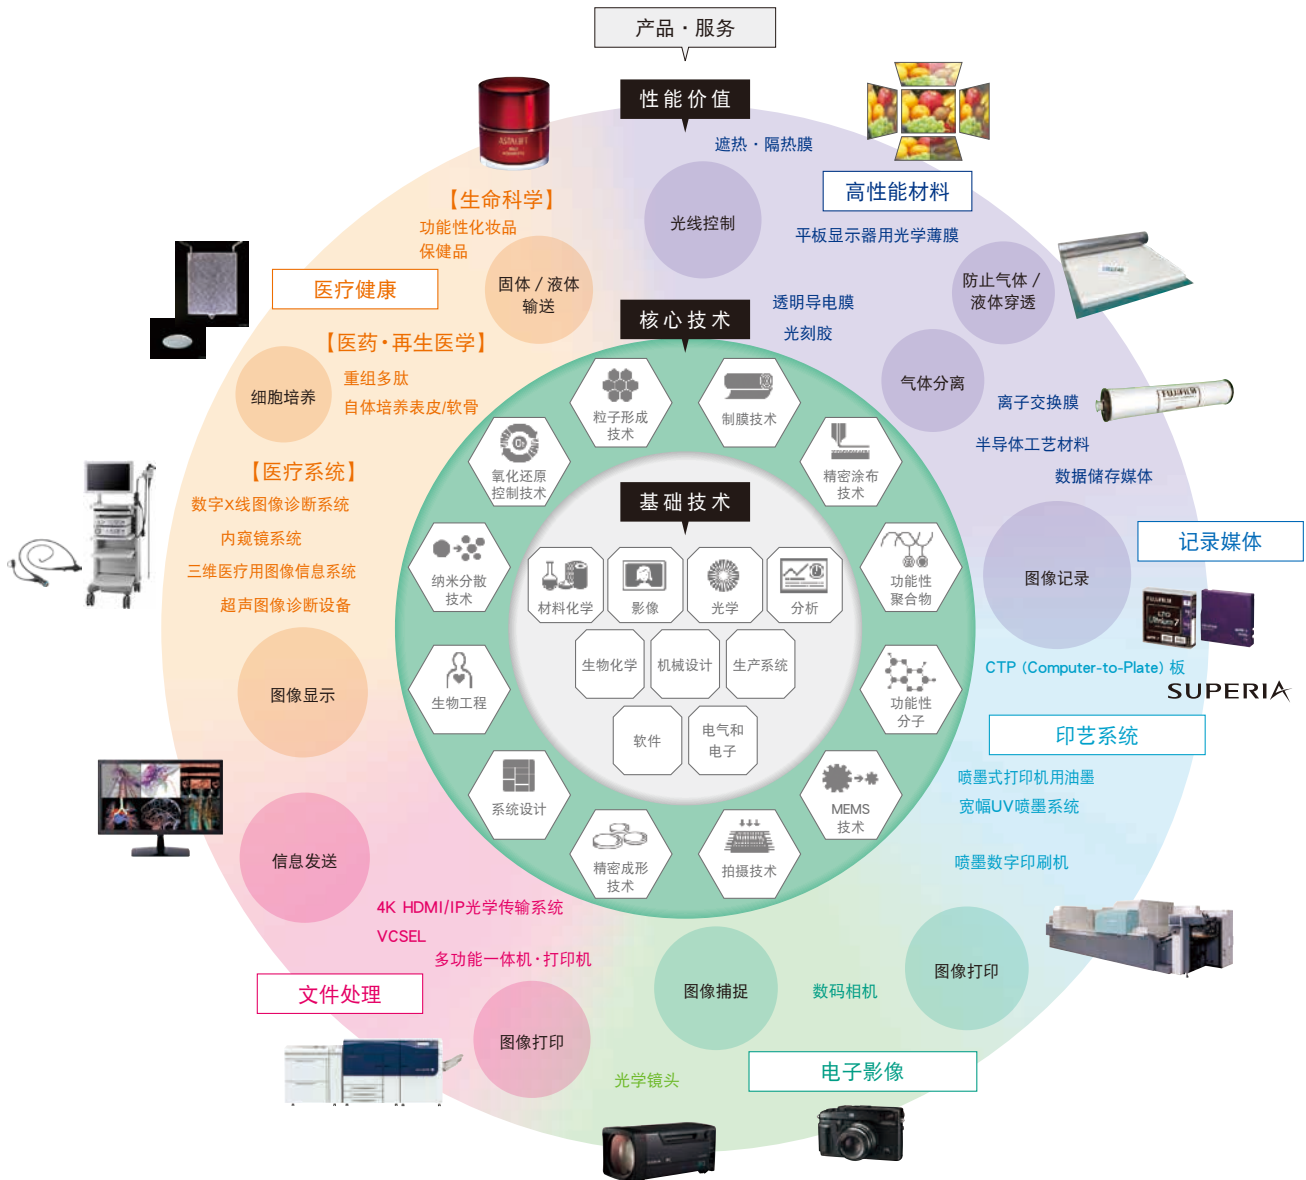 产品·服务
性能价值
遮热·隔热膜
高性能材料
光线控制
平板显示器用光学薄膜
防止气体 /
液体穿透
透明导电膜
光刻胶
气体分离
离子交换膜
半导体工艺材料
数据储存媒体
FUJIFILM
记录媒体
图像记录
FUJIFILM
LTO
Ultrium 7
CTP (Computer-to-Plate) 板
SUPERIA
印艺系统
喷墨式打印机用油墨
宽幅UV喷墨系统
喷墨数字印刷机
图像打印
数码相机
图像捕捉
电子影像
光学镜头
ASTALIFT
【生命科学】
功能性化妆品
保健品
固体 / 液体
输送
医疗健康
【医药·再生医学】
细胞培养
重组多肽
自体培养表皮/软骨
【医疗系统】
数字X线图像诊断系统
内窥镜系统
三维医疗用图像信息系统
超声图像诊断设备
图像显示
信息发送
4K HDMI/IP光学传输系统
VCSEL
多功能一体机·打印机
文件处理
图像打印
核心技术
粒子形成
技术
制膜技术
氧化还原
控制技术
精密涂布
技术
纳米分散
技术
功能性
聚合物
生物工程
功能性
分子
系统设计
MEMS
技术
精密成形
技术
拍摄技术
基础技术
材料化学
影像
光学
分析
生物化学
机械设计
生产系统
软件
电气和
电子